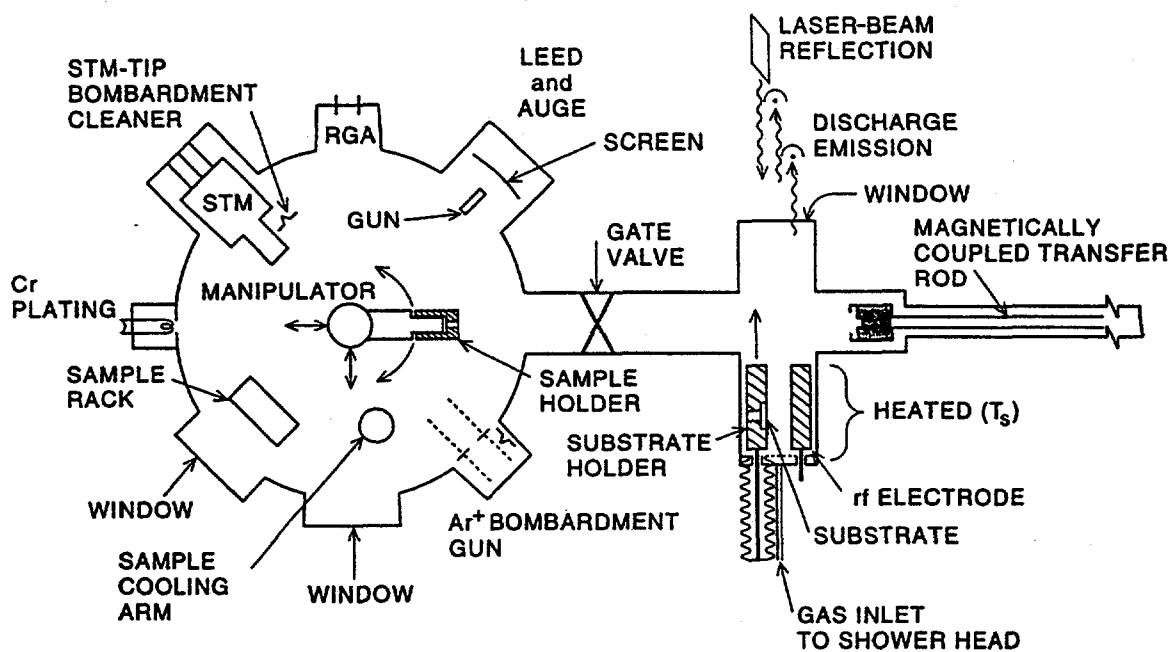 LASER-BEAM
REFLECTION
STM-TIP
BOMBARDMENT
CLEANER
LEED
and
AUGE
RGA
SCREEN
DISCHARGE
EMISSION
STM
GUN
WINDOW
GATE
VALVE
MAGNETICALLY
COUPLED TRANSFER
ROD
Cr
PLATING
MANIPULATOR
SAMPLE
RACK
SAMPLE
HOLDER
HEATED (Ts)
SUBSTRATE
HOLDER
rf ELECTRODE
WINDOW
Ar+ BOMBARDMENT
GUN
SUBSTRATE
SAMPLE
COOLING
ARM
WINDOW
GAS INLET
TO SHOWER HEAD